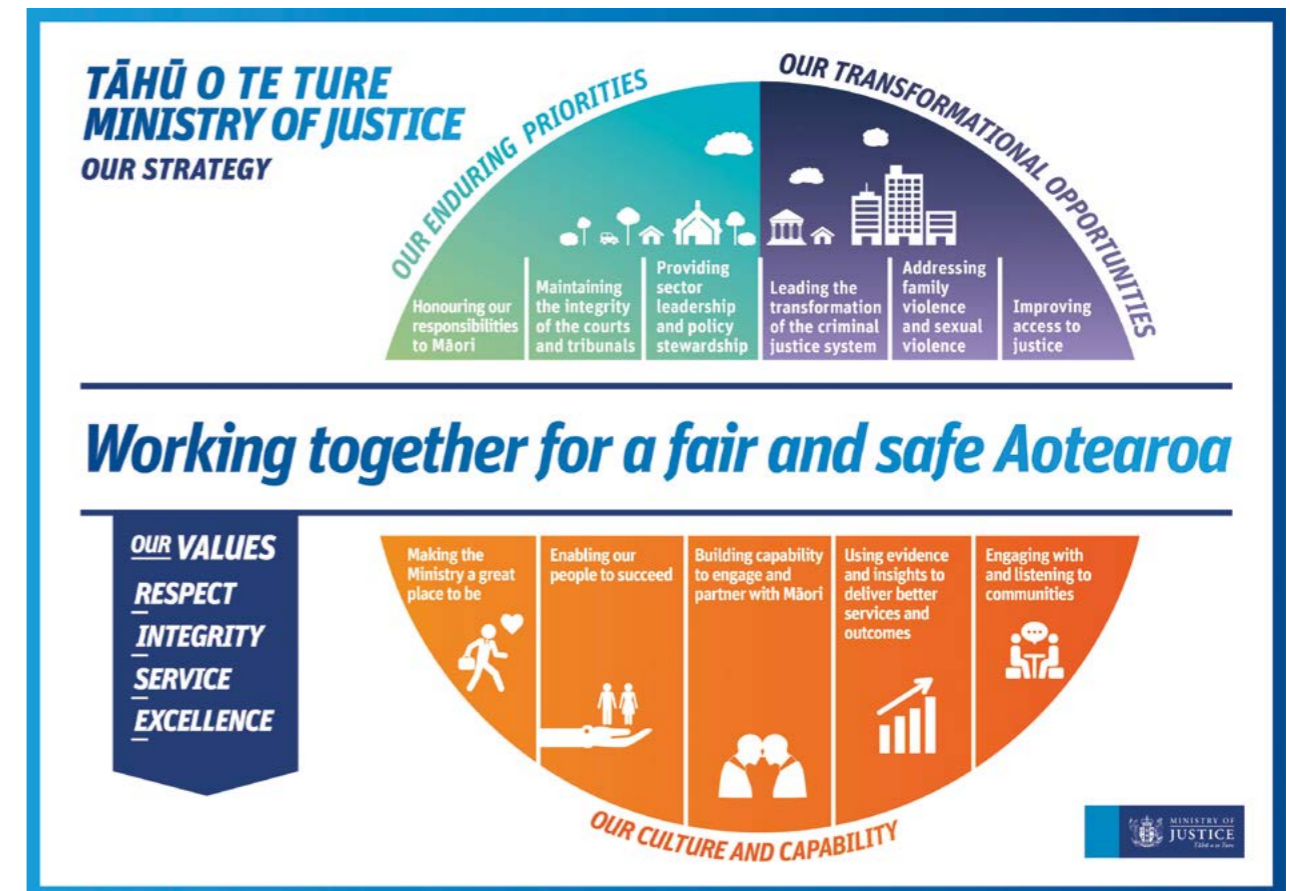 TĀHŪ O TE TURE
MINISTRY OF JUSTICE
OUR STRATEGY
OUR ENDURING PRIORITIES
OUR TRANSFORMATIONAL OPPORTUNITIES
Honouring our
responsibilities
to Māori
Maintaining
the integrity
of the courts
and tribunals
Providing
sector
leadership
and policy
stewardship
Leading the
transformation
of the criminal
justice system
Addressing
family
violence
and sexual
violence
Improving
access to
justice
Working together for a fair and safe Aotearoa
OUR VALUES
RESPECT
INTEGRITY
SERVICE
EXCELLENCE
Making the
Ministry a great
place to be
Enabling our
people to succeed
Building capability
to engage and
partner with Māori
Using evidence
and insights to
deliver better
services and
outcomes
Engaging with
and listening to
communities
OUR CULTURE AND CAPABILITY
MINISTRY OF
JUSTICE
Tāhū o te Ture